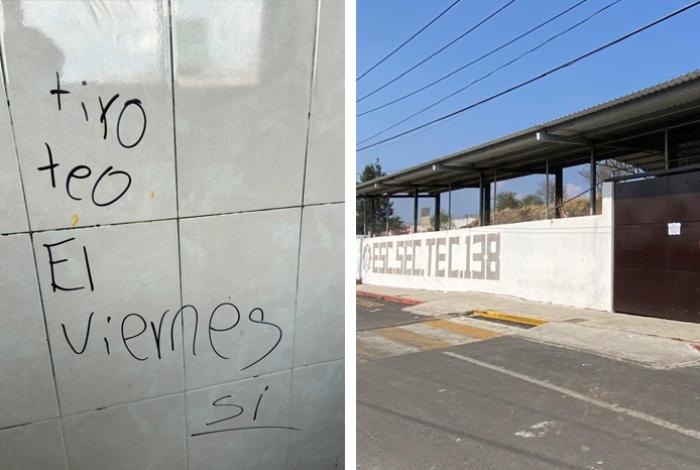 tiro
teo
El
viernes
si
ESC.SEC.TEC.138